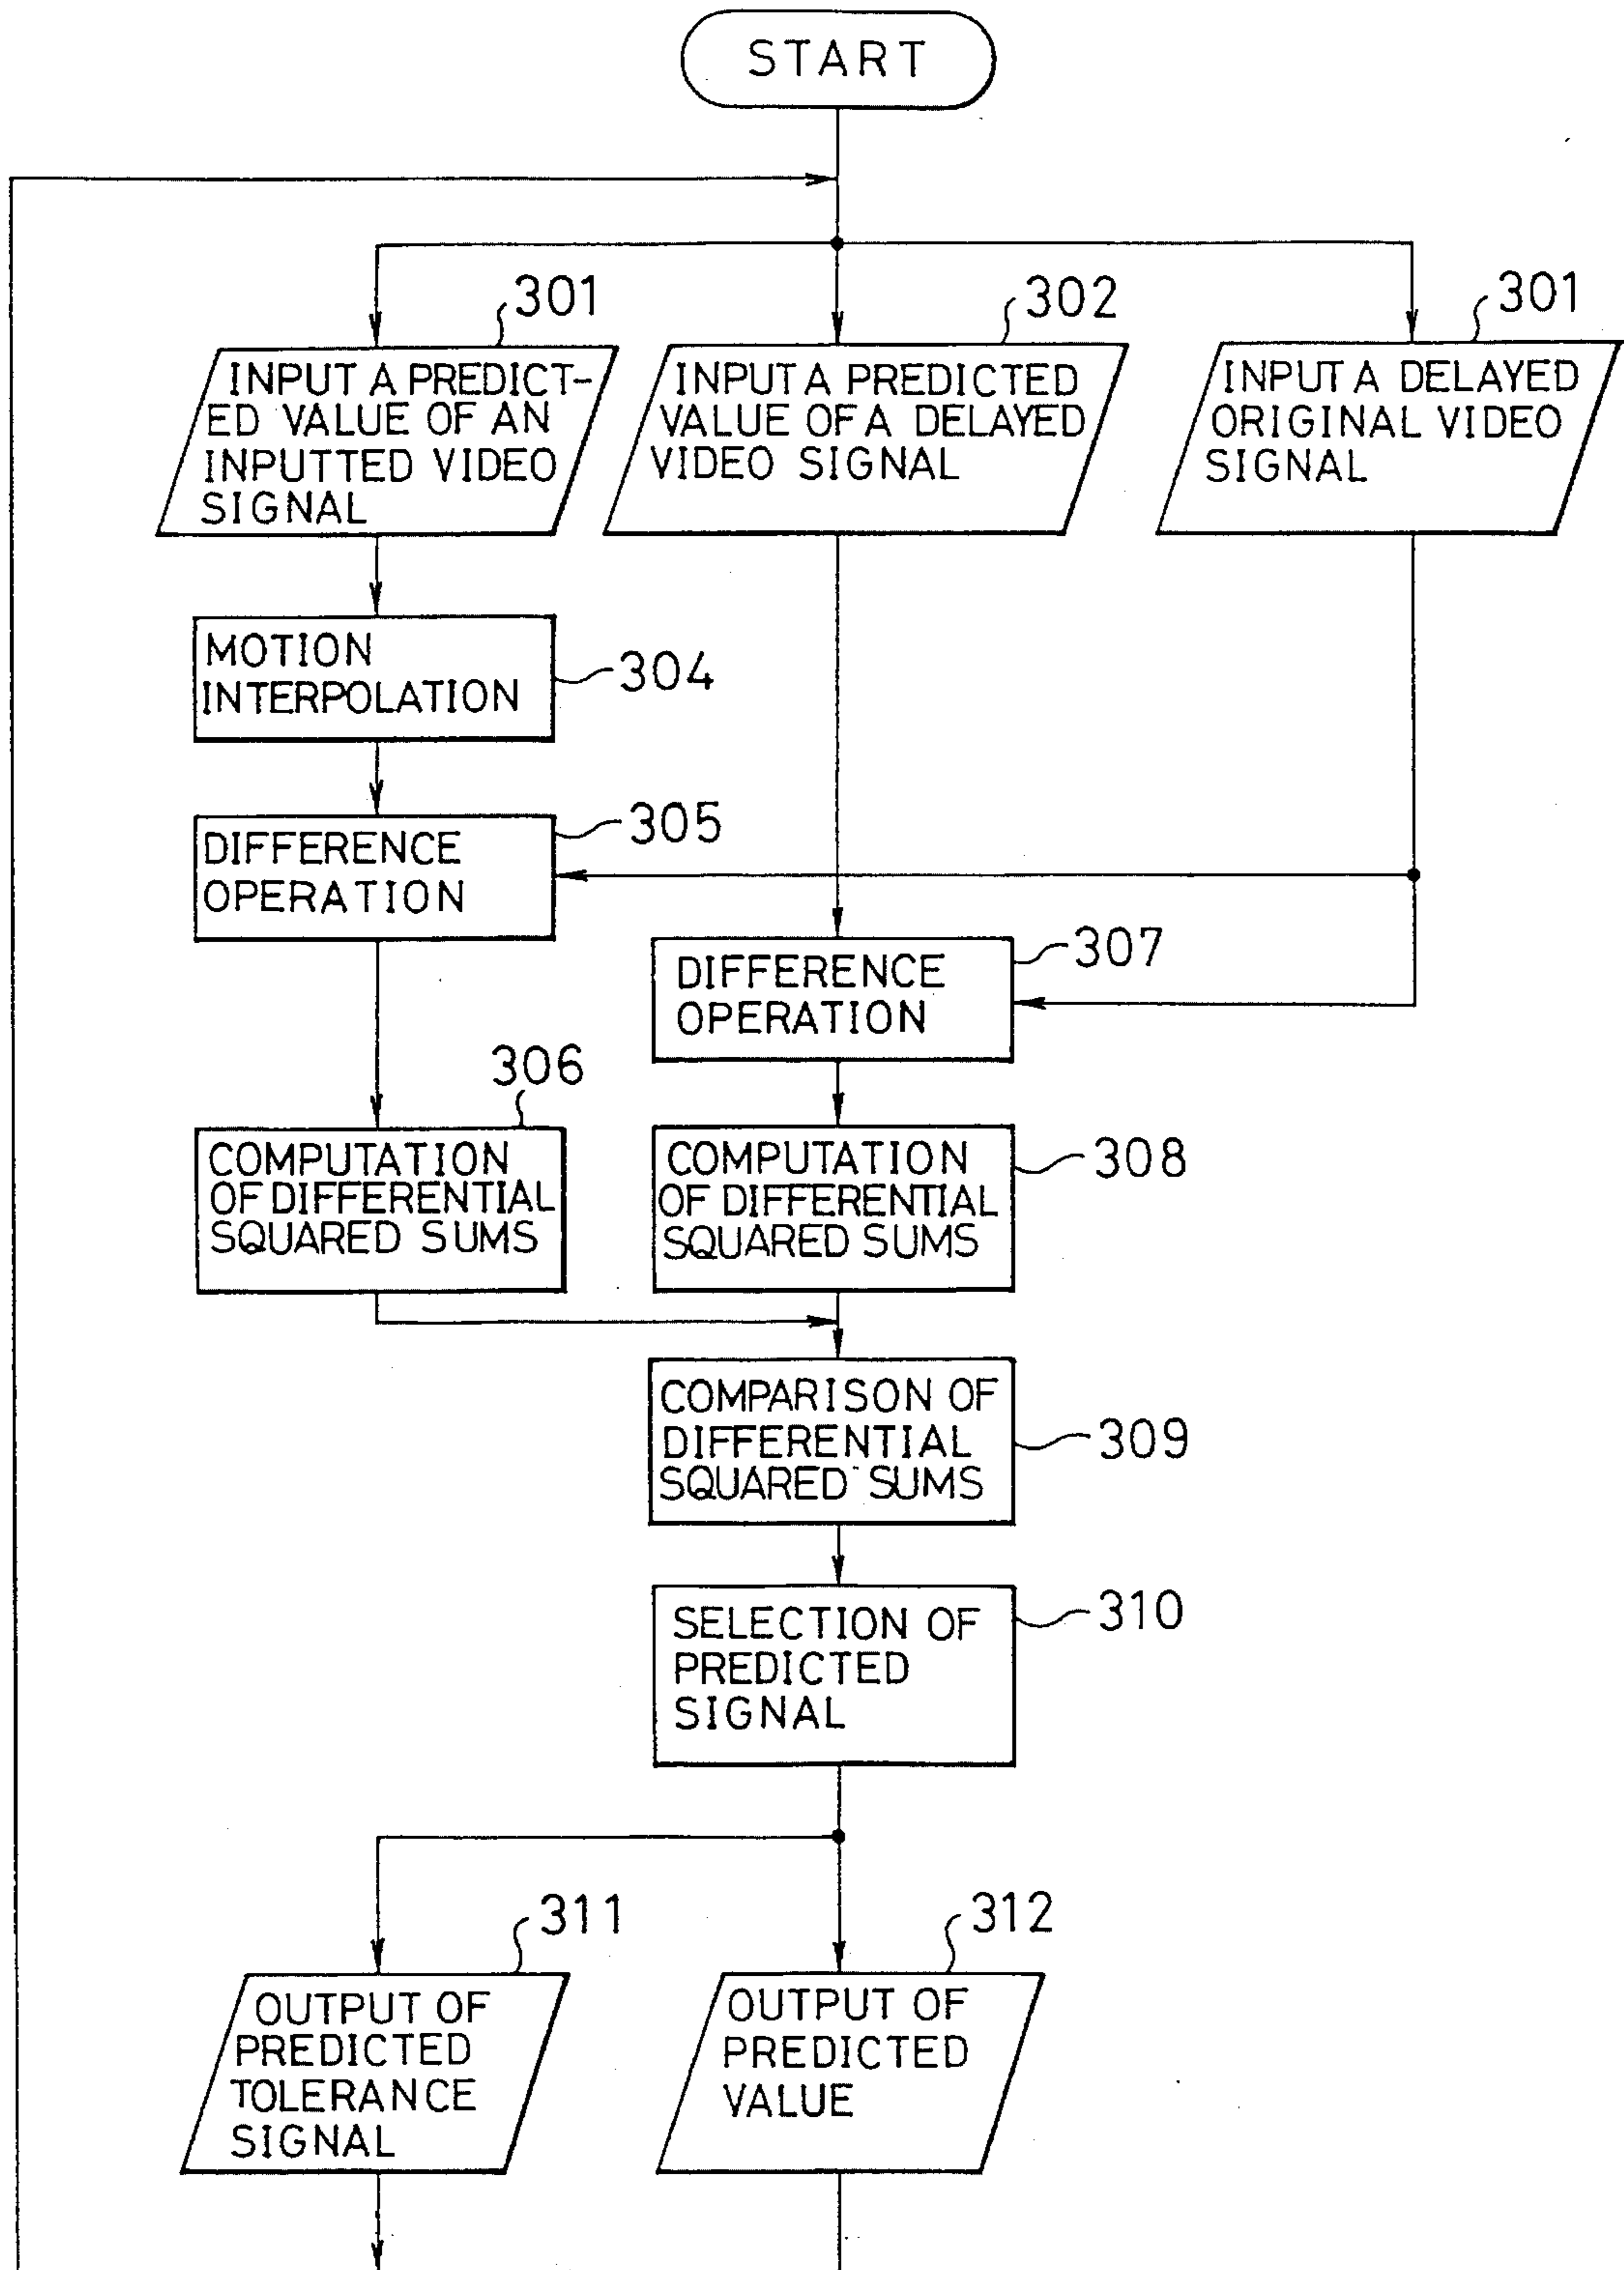 START
301
INPUT A PREDICT-
ED VALUE OF AN
INPUTTED VIDEO
SIGNAL
302
INPUT A PREDICTED
VALUE OF A DELAYED
VIDEO SIGNAL
301
INPUT A DELAYED
ORIGINAL VIDEO
SIGNAL
MOTION
INTERPOLATION
304
DIFFERENCE
OPERATION
305
DIFFERENCE
OPERATION
307
306
COMPUTATION
OF DIFFERENTIAL
SQUARED SUMS
COMPUTATION
OF DIFFERENTIAL
SQUARED SUMS
308
COMPARISON OF
DIFFERENTIAL
SQUARED SUMS
309
SELECTION OF
PREDICTED
SIGNAL
310
311
OUTPUT OF
PREDICTED
TOLERANCE
SIGNAL
312
OUTPUT OF
PREDICTED
VALUE